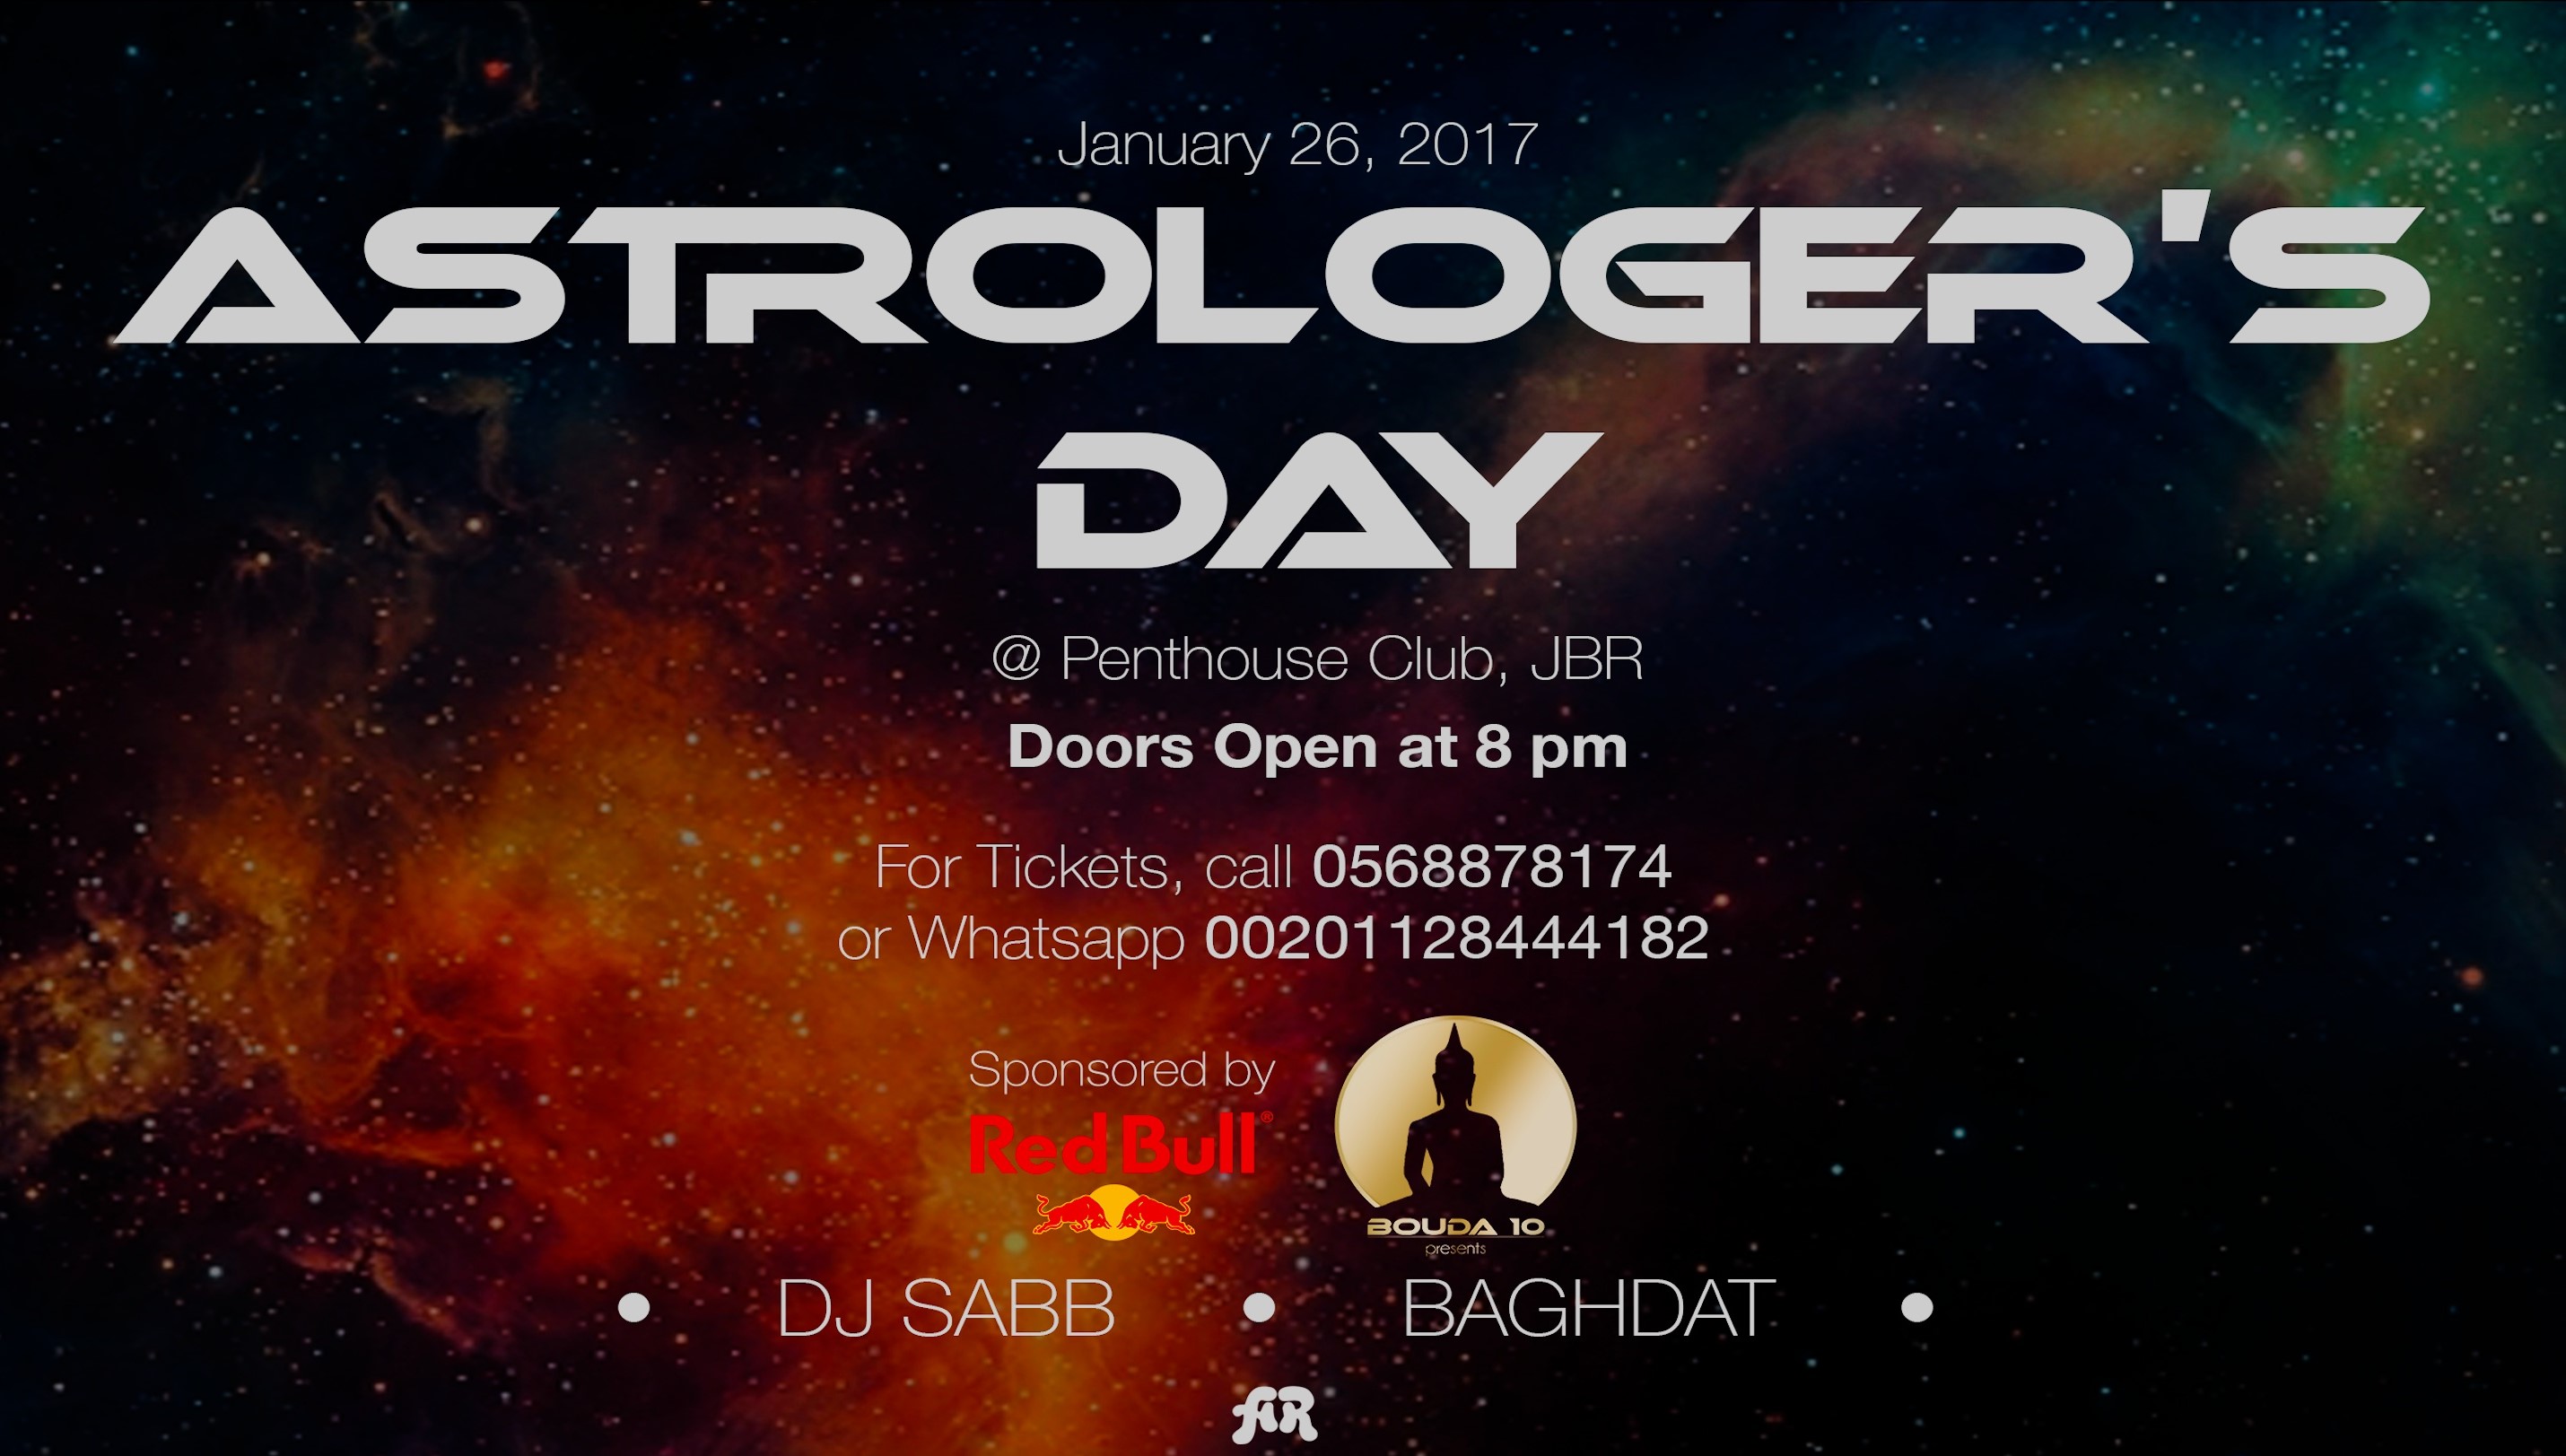 January 26, 2017
ASTROLOGER'S
DAY
@ Penthouse Club, JBR
Doors Open at 8 pm
For Tickets, call 0568878174
or Whatsapp 00201128444182
Sponsored by
Red Bull®
BOUDA 10
presents
• DJ SABB • BAGHDAT •